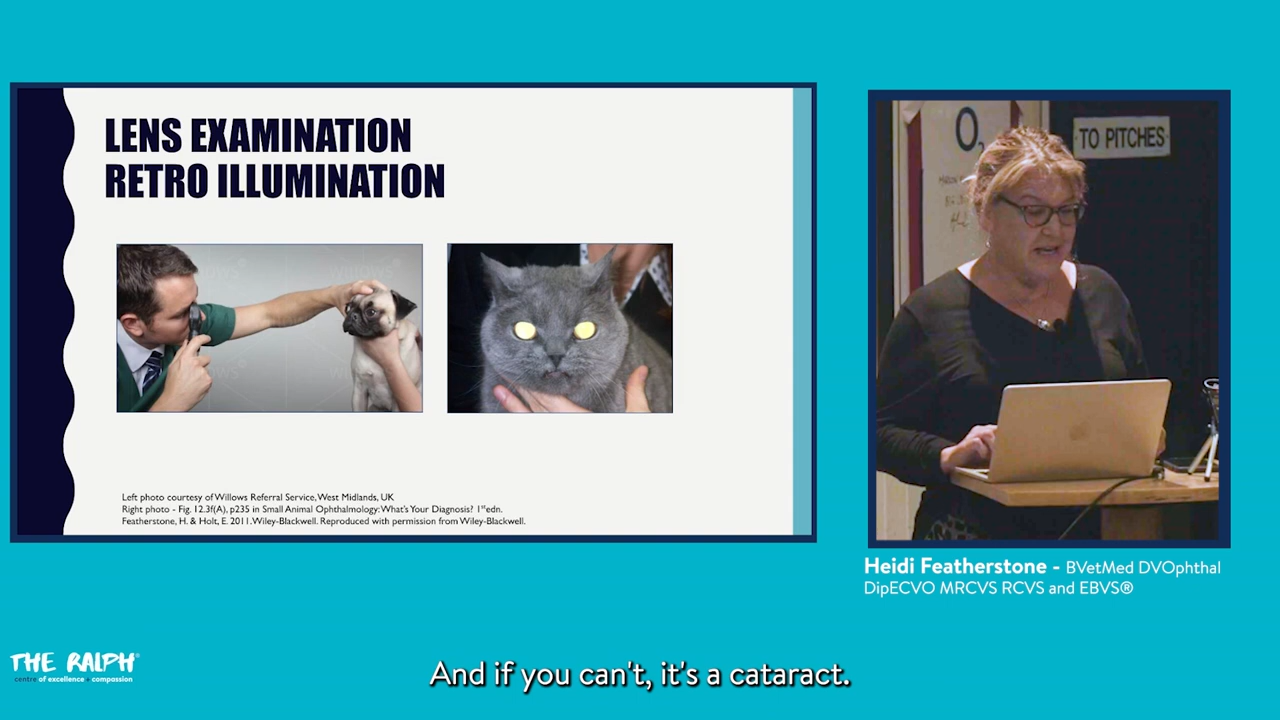 LENS EXAMINATION
RETRO ILLUMINATION
Left photo courtesy of Willows Referral Service, West Midlands, UK
Right photo - Fig. 12.3f(A), p235 in Small Animal Ophthalmology: What's Your Diagnosis? 1st edn.
Featherstone, H. & Holt, E. 2011. Wiley-Blackwell. Reproduced with permission from Wiley-Blackwell.
TO PITCHES
Heidi Featherstone - BVetMed DVOphthal
DipECVO MRCVS RCVS and EBVS®
THE RALPH®
centre of excellence + compassion
And if you can't, it's a cataract.